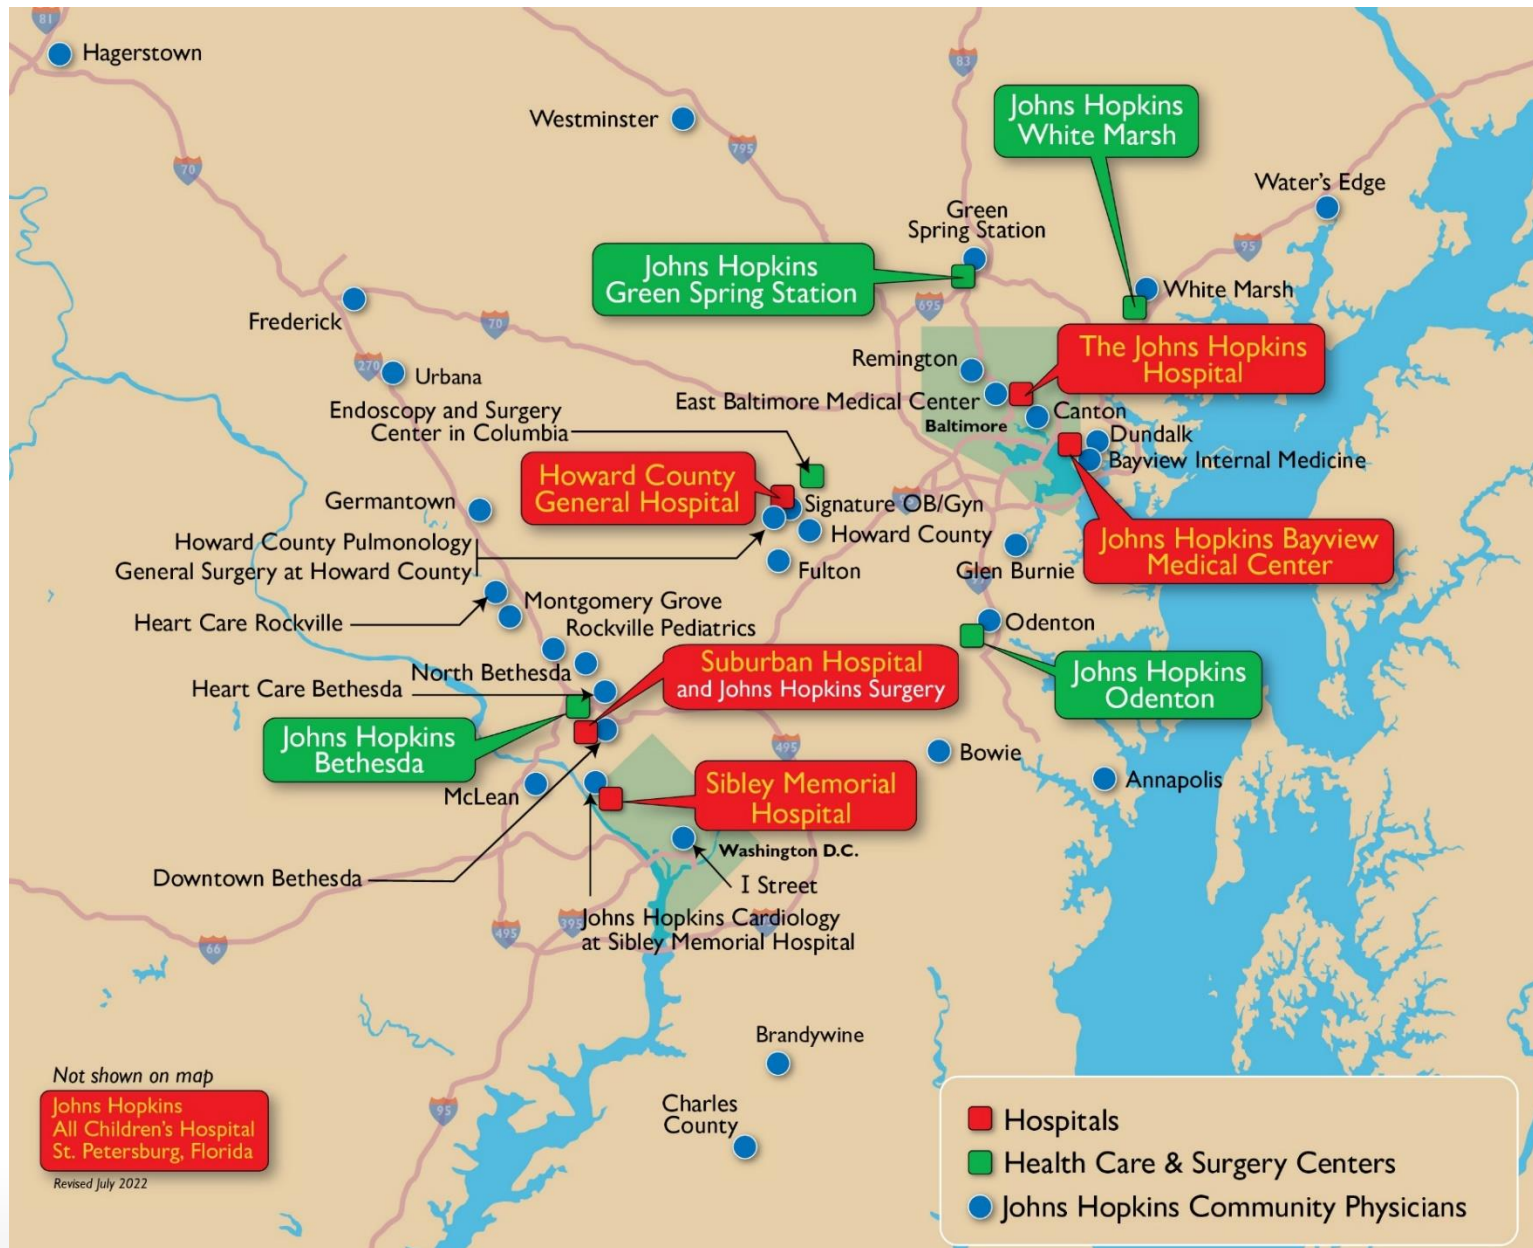 81
Hagerstown
83
Westminster
795
Johns Hopkins
White Marsh
70
Water's Edge
Green
Spring Station
95
Johns Hopkins
Green Spring Station
White Marsh
695
Frederick
70
The Johns Hopkins
Hospital
Remington
270
Urbana
East Baltimore Medical Center
Canton
Baltimore
Endoscopy and Surgery
Center in Columbia
Dundalk
Bayview Internal Medicine
Howard County
General Hospital
Germantown
Signature OB/Gyn
Howard County
Howard County Pulmonology
General Surgery at Howard County
Fulton
Glen Burnie
Johns Hopkins Bayview
Medical Center
Heart Care Rockville
Montgomery Grove
Rockville Pediatrics
Odenton
North Bethesda
Heart Care Bethesda
Suburban Hospital
and Johns Hopkins Surgery
Johns Hopkins
Odenton
Johns Hopkins
Bethesda
495
Bowie
McLean
Sibley Memorial
Hospital
Annapolis
Washington D.C.
Downtown Bethesda
I Street
Johns Hopkins Cardiology
at Sibley Memorial Hospital
66
495
395
Brandywine
95
Charles
County
Not shown on map
Johns Hopkins
All Children's Hospital
St. Petersburg, Florida
Revised July 2022
Hospitals
Health Care & Surgery Centers
Johns Hopkins Community Physicians